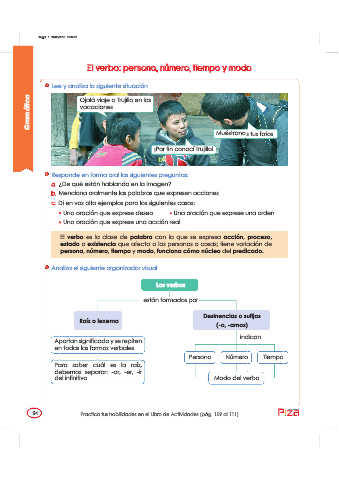 El verbo: persona, número, tiempo y modo
Gramática
Lee y analiza la siguiente situación
Ojalá viaje a Trujillo en las
vacaciones
Muéstrame tus fotos
¡Por fin conocí Trujillo!
Responde en forma oral las siguientes preguntas:
a. ¿De qué están hablando en la imagen?
b. Menciona oralmente las palabras que expresen acciones
c. Di en voz alta ejemplos para los siguientes casos:
• Una oración que exprese deseo • Una oración que exprese una orden
• Una oración que exprese una acción real
El verbo es la clase de palabra con la que se expresa acción, proceso,
estado o existencia que afecta a las personas o cosas; tiene variación de
persona, número, tiempo y modo, funciona cómo núcleo del predicado.
Analiza el siguiente organizador visual
Los verbos
están formados por
Raíz o lexema
Desinencias o sufijos
(-o, -amos)
Aportan significado y se repiten
en todas las formas verbales
indican
Persona Número Tiempo
Para saber cuál es la raíz,
debemos separar: -ar, -er, -ir
del infinitivo
Modo del verbo
94
Practica tus habilidades en el Libro de Actividades (pág. 109 al 111)